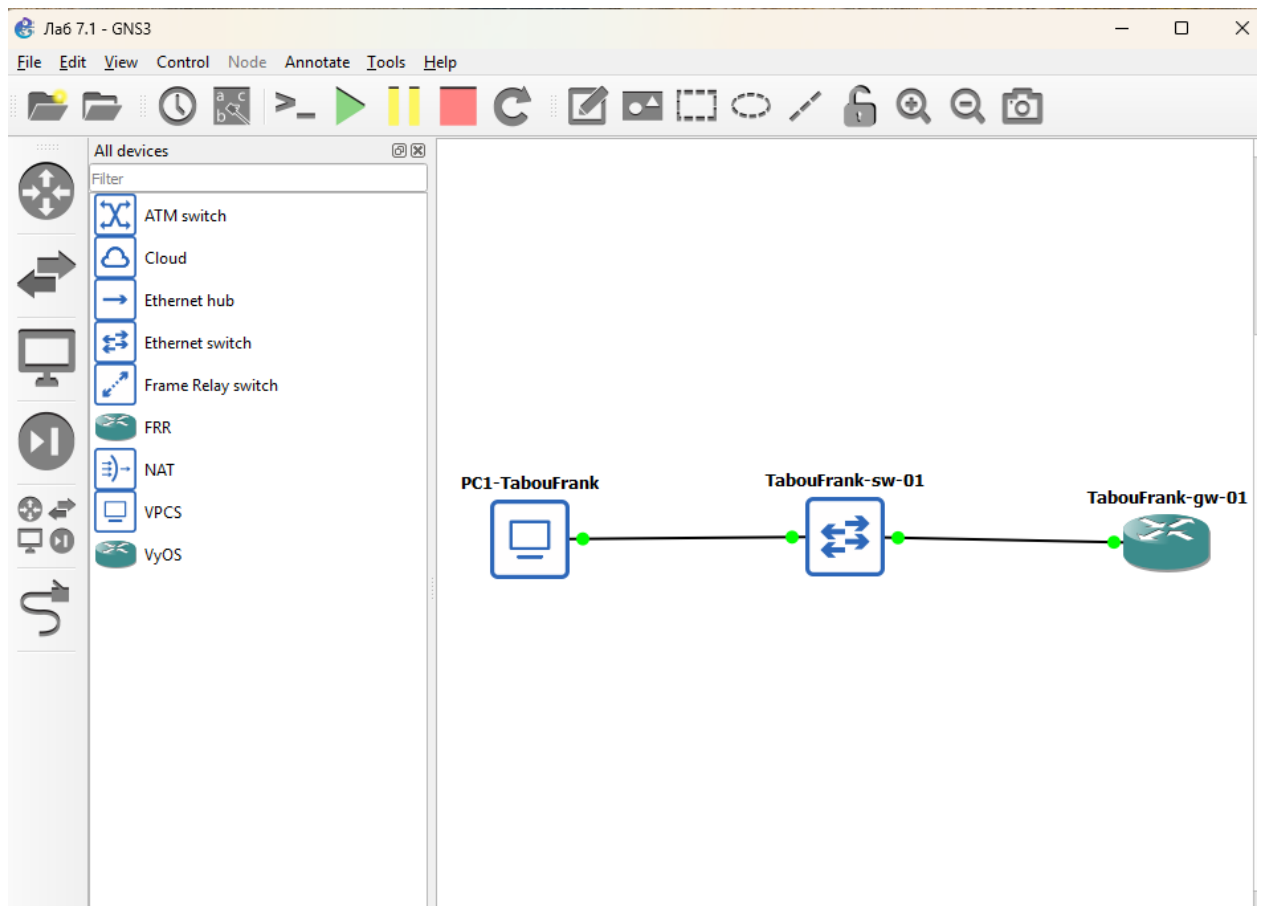 Лаб 7.1 - GNS3
File Edit View Control Node Annotate Tools Help
All devices
Filter
ATM switch
Cloud
Ethernet hub
Ethernet switch
Frame Relay switch
FRR
NAT
VPCS
VyOS
PC1-TabouFrank
TabouFrank-sw-01
TabouFrank-gw-01